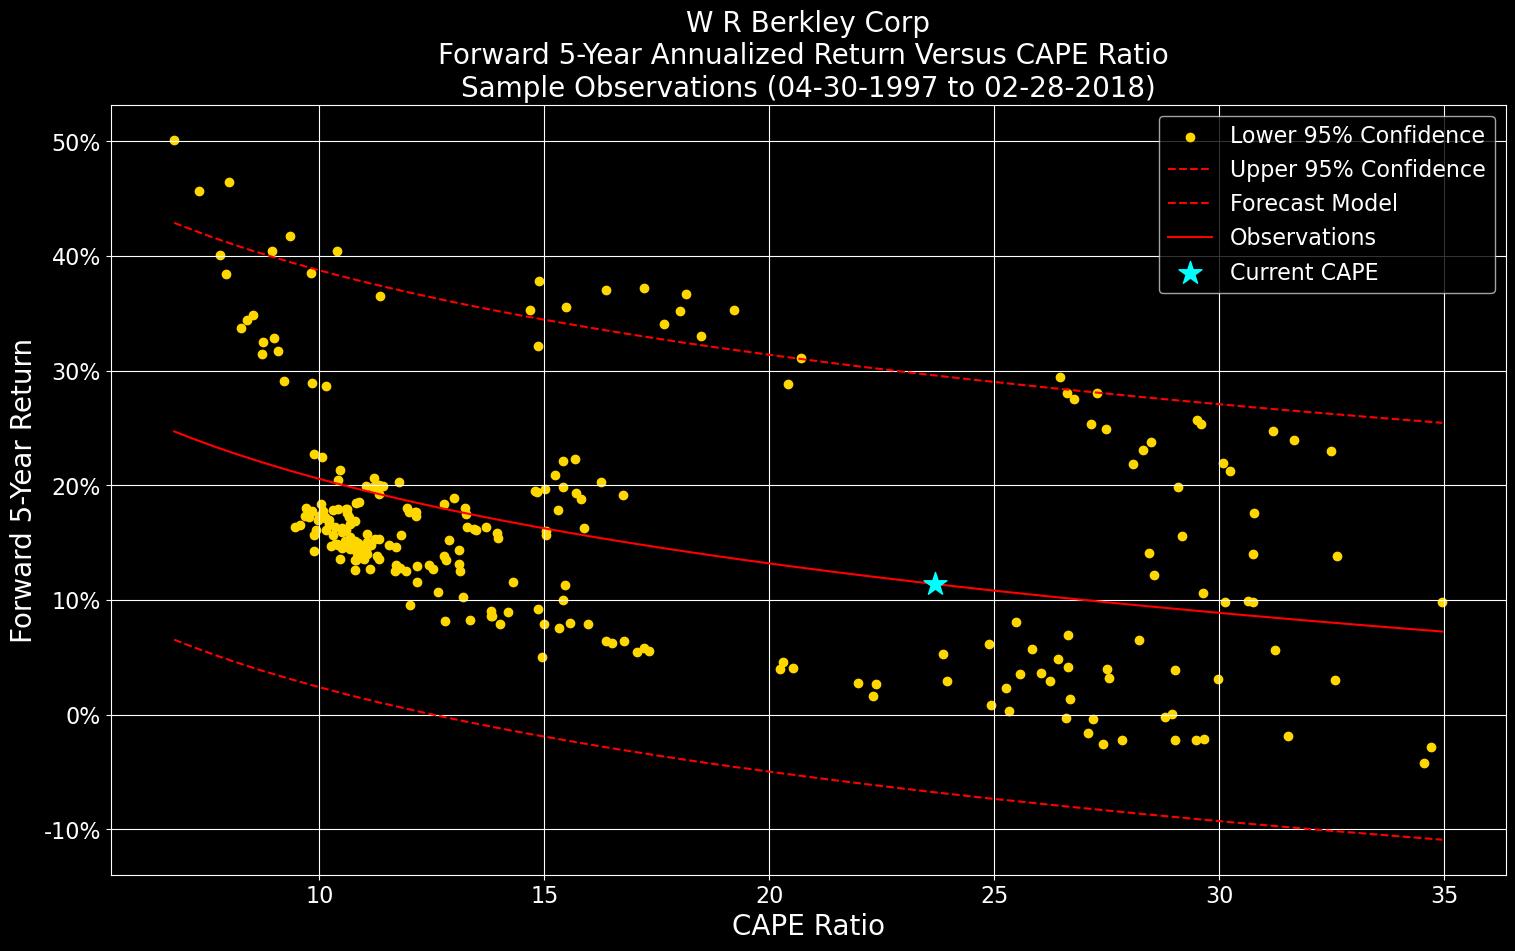 W R Berkley Corp
Forward 5-Year Annualized Return Versus CAPE Ratio
Sample Observations (04-30-1997 to 02-28-2018)
Lower 95% Confidence
Upper 95% Confidence
Forecast Model
Observations
Current CAPE
Forward 5-Year Return
50%
40%
30%
20%
10%
0%
-10%
10 15 20 25 30 35
CAPE Ratio